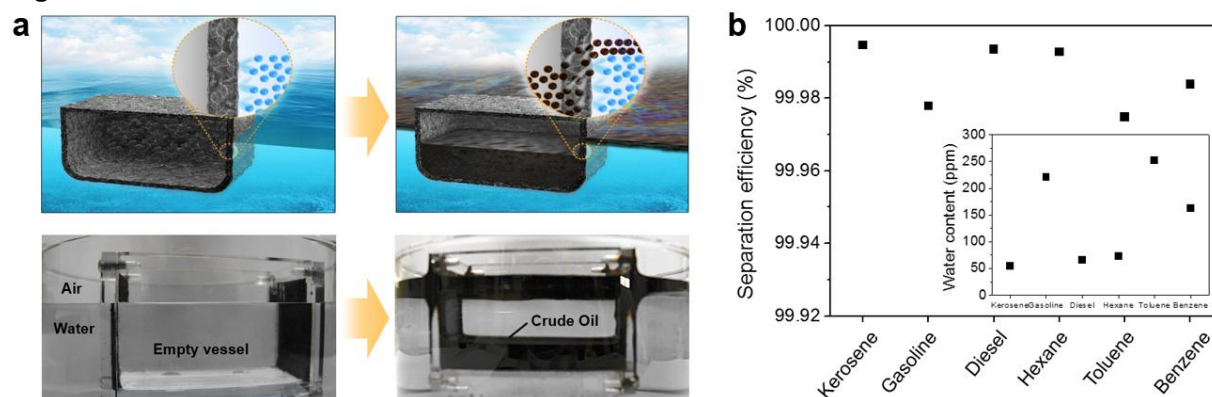 a
Air
Water
Empty vessel
Crude Oil
b
Separation efficiency (%)
100.00
99.98
99.96
99.94
99.92
Kerosene
Gasoline
Diesel
Hexane
Toluene
Benzene
Water content (ppm)
300
250
200
150
100
50
0
Kerosene
Gasoline
Diesel
Hexane
Toluene
Benzene